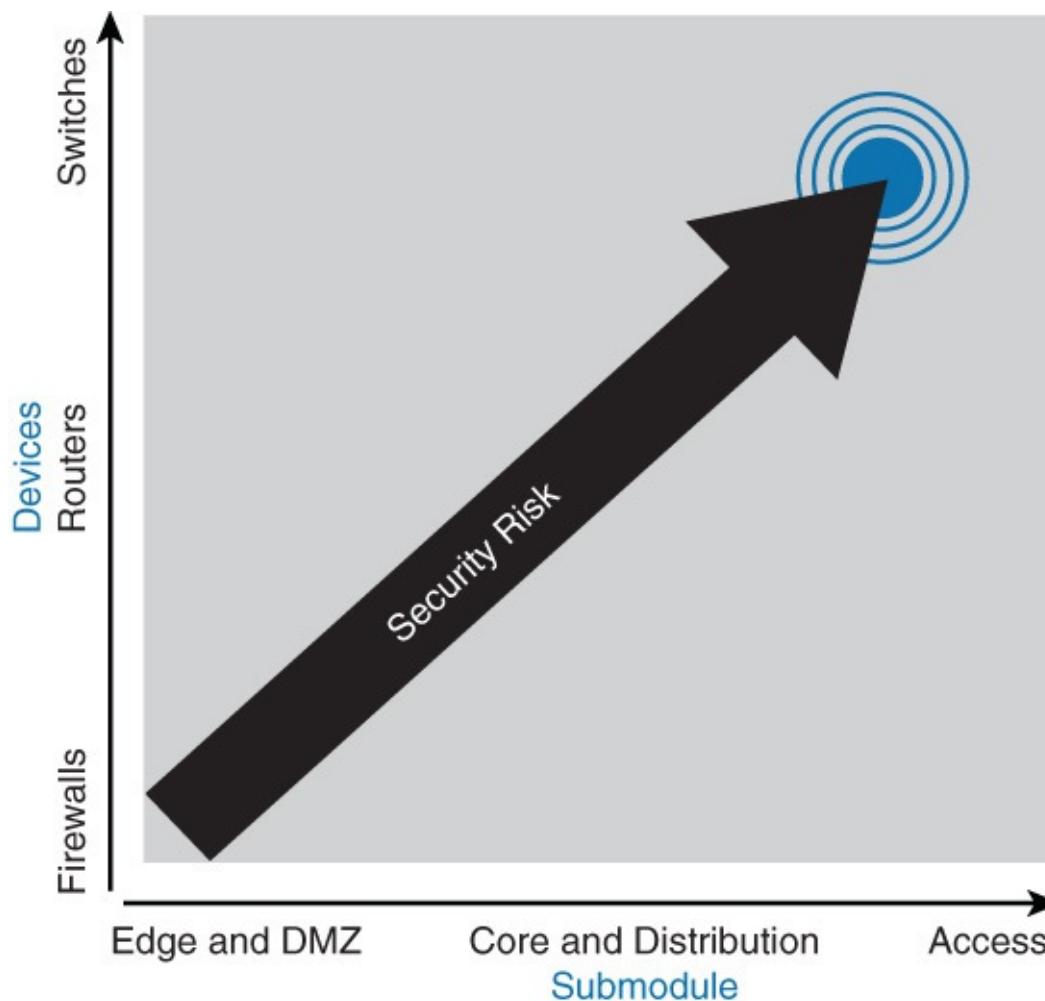 Switches
Devices
Routers
Security Risk
Firewalls
Edge and DMZ
Core and Distribution
Access
Submodule